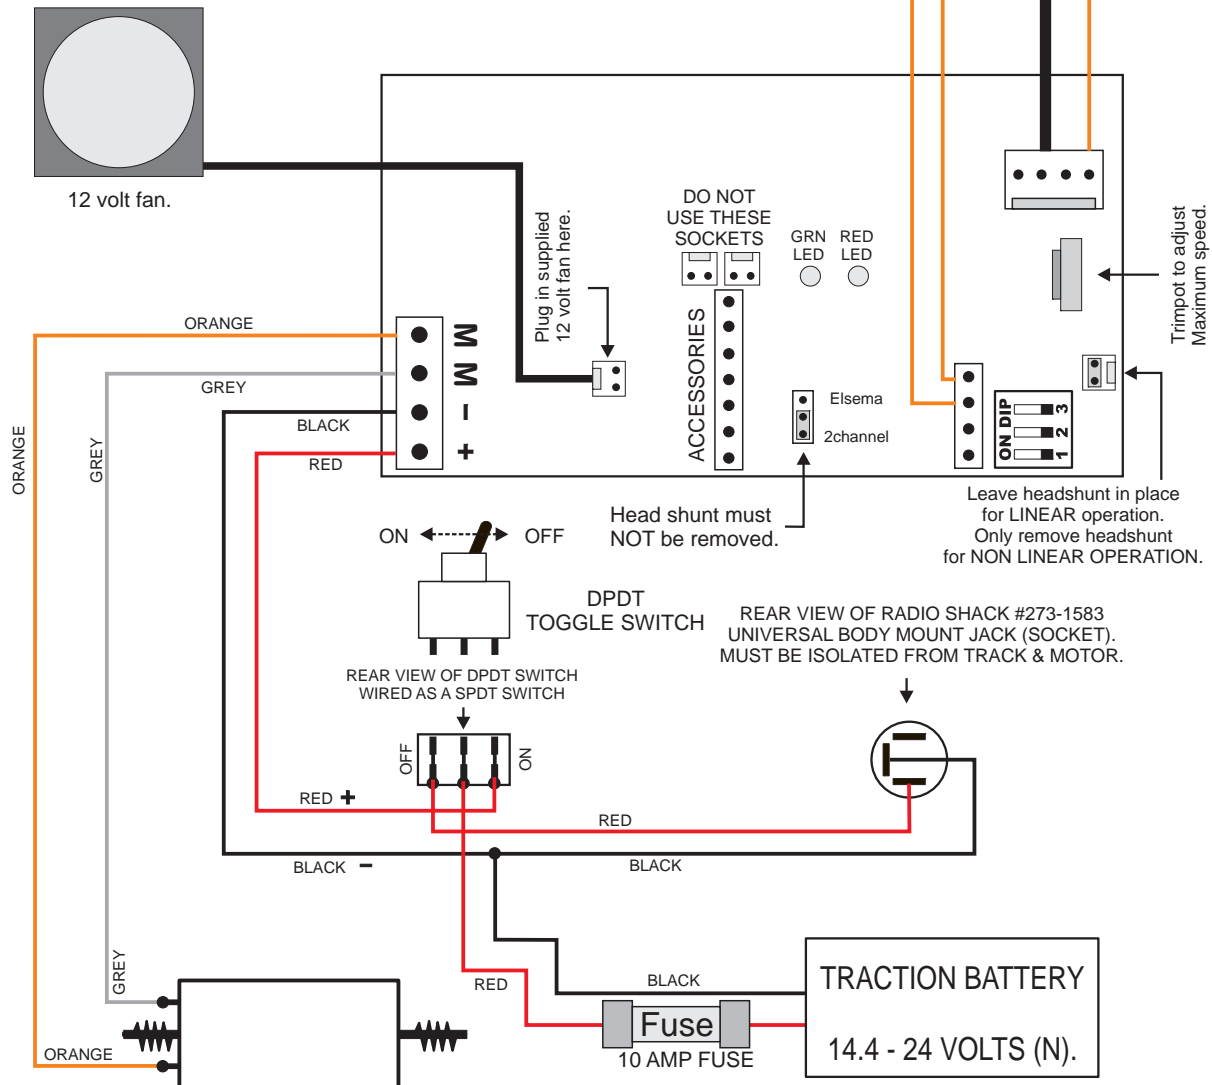 12 volt fan.
Plug in supplied
12 volt fan here.
DO NOT
USE THESE
SOCKETS
GRN
LED
RED
LED
Trimpot to adjust
Maximum speed.
ORANGE
GREY
BLACK
RED
M
M
-
+
ACCESSORIES
Elsema
2channel
ON DIP
1 2 3
ORANGE
GREY
Head shunt must
NOT be removed.
Leave headshunt in place
for LINEAR operation.
Only remove headshunt
for NON LINEAR OPERATION.
ON
OFF
DPDT
TOGGLE SWITCH
REAR VIEW OF DPDT SWITCH
WIRED AS A SPDT SWITCH
REAR VIEW OF RADIO SHACK #273-1583
UNIVERSAL BODY MOUNT JACK (SOCKET).
MUST BE ISOLATED FROM TRACK & MOTOR.
OFF
ON
RED +
RED
BLACK -
BLACK
GREY
ORANGE
RED
BLACK
Fuse
10 AMP FUSE
TRACTION BATTERY
14.4 - 24 VOLTS (N).